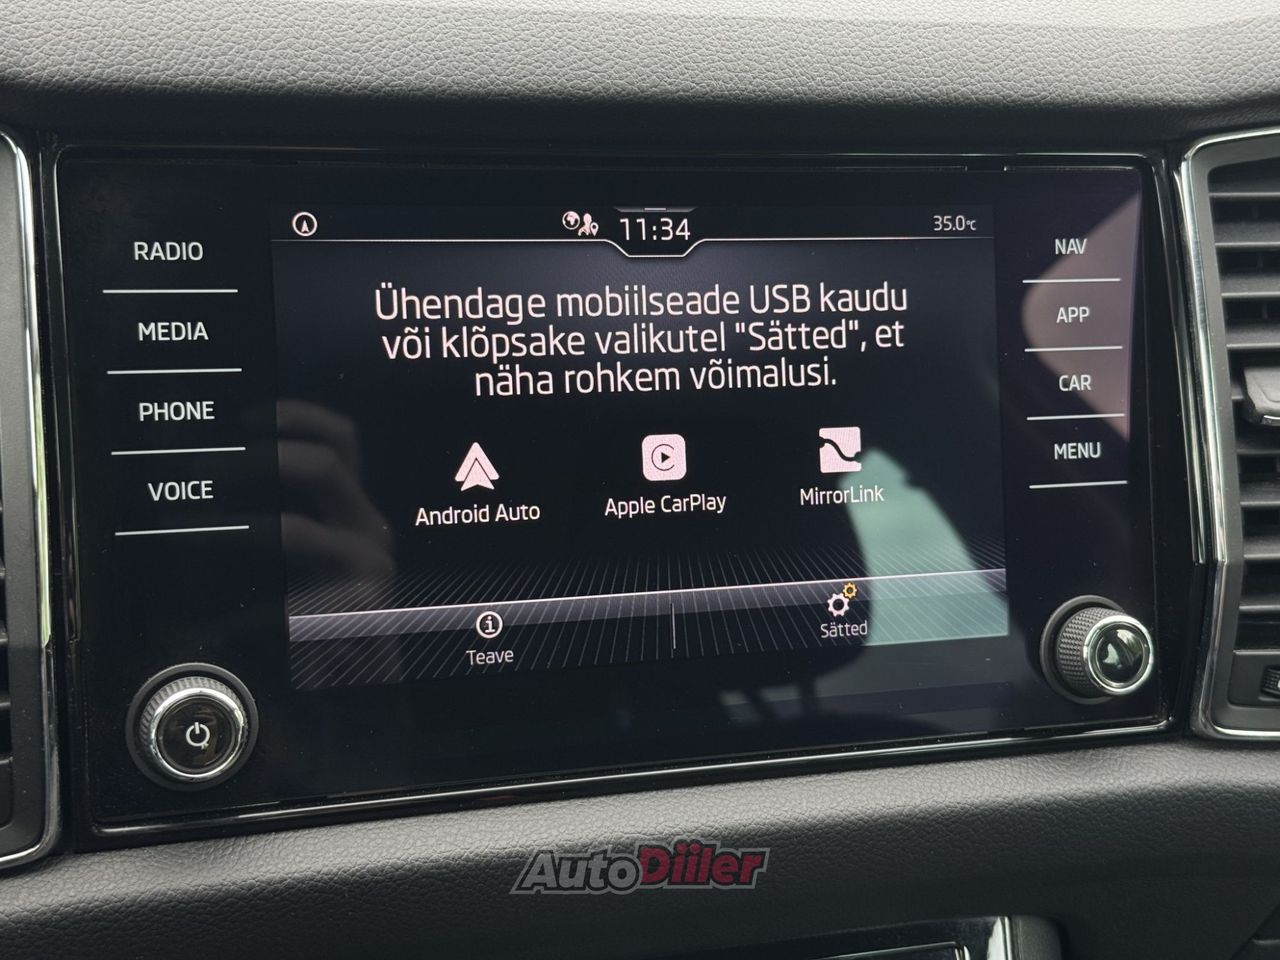 11:34
35.0°C
RADIO
MEDIA
PHONE
VOICE
Ühendage mobiilseade USB kaudu
või klõpsake valikutel "Sätted", et
näha rohkem võimalusi.
Android Auto
Apple CarPlay
MirrorLink
Teave
Sätted
NAV
APP
CAR
MENU
AutoDiiler